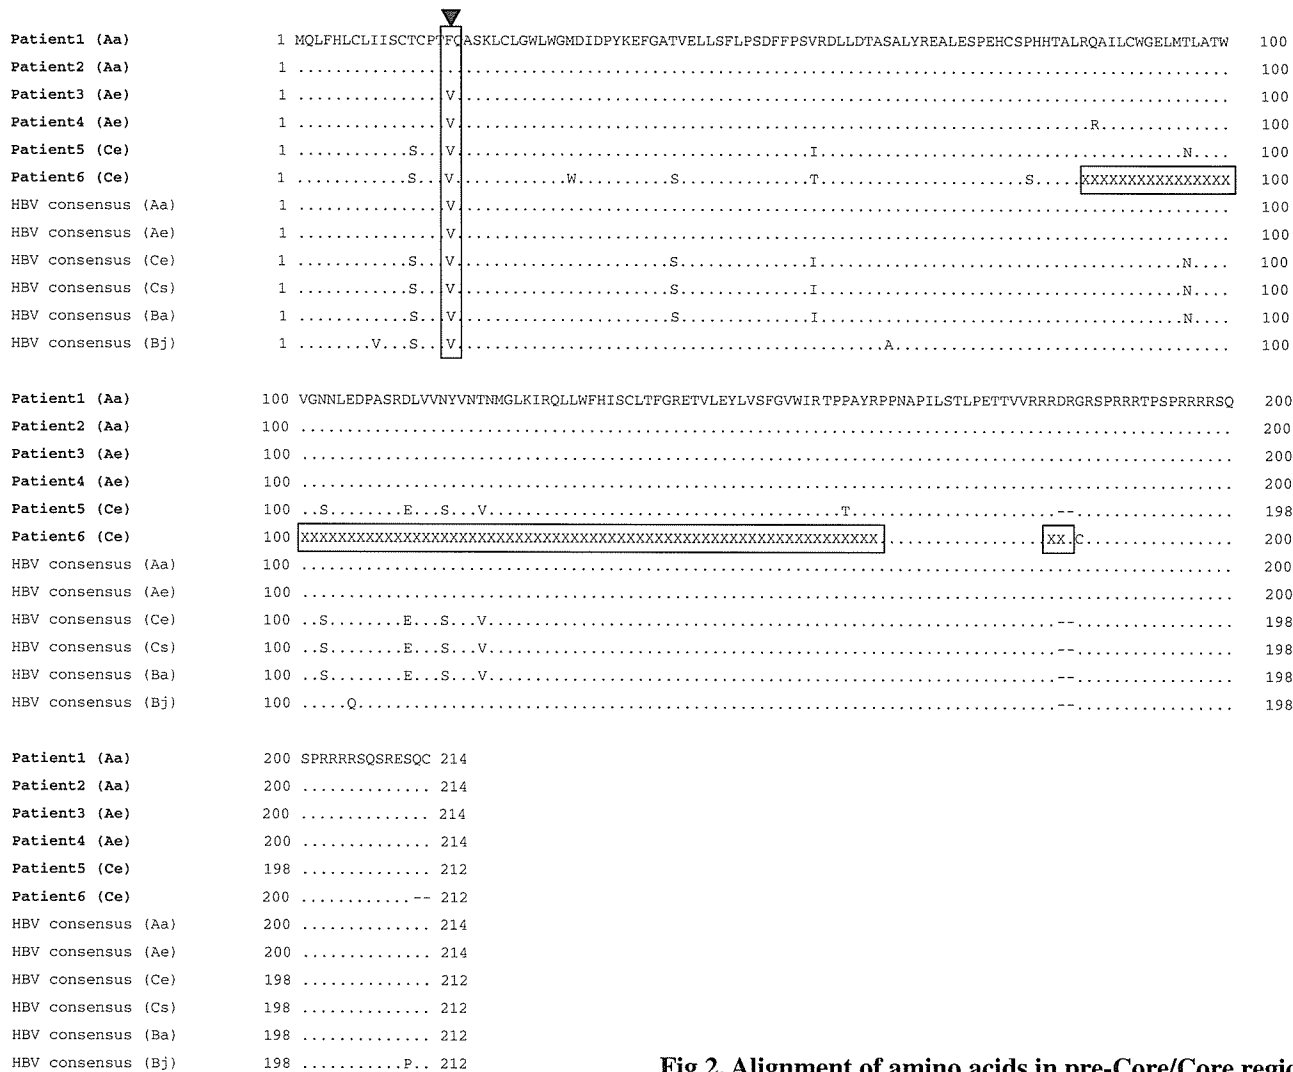 Patient1 (Aa) 1 MQLFHLCLIISCTCPTFQASKLCLGWLWGMDIDPYKEFGATVELLSFLPSDFFPSVRDLLDTASALYREALESPEHCSPHHTALRQAILCWGELMTLATW 100
Patient2 (Aa) 1 .................................................................................................... 100
Patient3 (Ae) 1 ................V................................................................................... 100
Patient4 (Ae) 1 ................V....................................................................R.............. 100
Patient5 (Ce) 1 ............S...V......................................I.......................................N.... 100
Patient6 (Ce) 1 ............S...V............W..........S..............T......................S.....XXXXXXXXXXXXXXXX 100
HBV consensus (Aa) 1 ................V................................................................................... 100
HBV consensus (Ae) 1 ................V................................................................................... 100
HBV consensus (Ce) 1 ............S...V.......................S..............I.......................................N.... 100
HBV consensus (Cs) 1 ............S...V.......................S..............I.......................................N.... 100
HBV consensus (Ba) 1 ............S...V.......................S..............I.......................................N.... 100
HBV consensus (Bj) 1 ........V...S...V..............................................A.................................... 100
Patient1 (Aa) 100 VGNNLEDPASRDLVVNYVNTNMGLKIRQLLWFHISCLTFGRETVLEYLVSFGVWIRTPPAYRPPNAPILSTLPETTVVRRRDRGRSPRRRTPSPRRRRSQ 200
Patient2 (Aa) 100 .................................................................................................... 200
Patient3 (Ae) 100 .................................................................................................... 200
Patient4 (Ae) 100 .................................................................................................... 200
Patient5 (Ce) 100 ..S........E...S...V......................................T......................--................. 198
Patient6 (Ce) 100 XXXXXXXXXXXXXXXXXXXXXXXXXXXXXXXXXXXXXXXXXXXXXXXXXXXXXXXXXXXXXX..................XX.C................ 200
HBV consensus (Aa) 100 .................................................................................................... 200
HBV consensus (Ae) 100 .................................................................................................... 200
HBV consensus (Ce) 100 ..S........E...S...V.............................................................--................. 198
HBV consensus (Cs) 100 ..S........E...S...V.............................................................--................. 198
HBV consensus (Ba) 100 ..S........E...S...V.............................................................--................. 198
HBV consensus (Bj) 100 .....Q...........................................................................--................. 198
Patient1 (Aa) 200 SPRRRRSQSRESQC 214
Patient2 (Aa) 200 .............. 214
Patient3 (Ae) 200 .............. 214
Patient4 (Ae) 200 .............. 214
Patient5 (Ce) 198 .............. 212
Patient6 (Ce) 200 ............-- 212
HBV consensus (Aa) 200 .............. 214
HBV consensus (Ae) 200 .............. 214
HBV consensus (Ce) 198 .............. 212
HBV consensus (Cs) 198 .............. 212
HBV consensus (Ba) 198 .............. 212
HBV consensus (Bj) 198 ...........P.. 212
Fig 2. Alignment of amino acids in pre-Core/Core regio